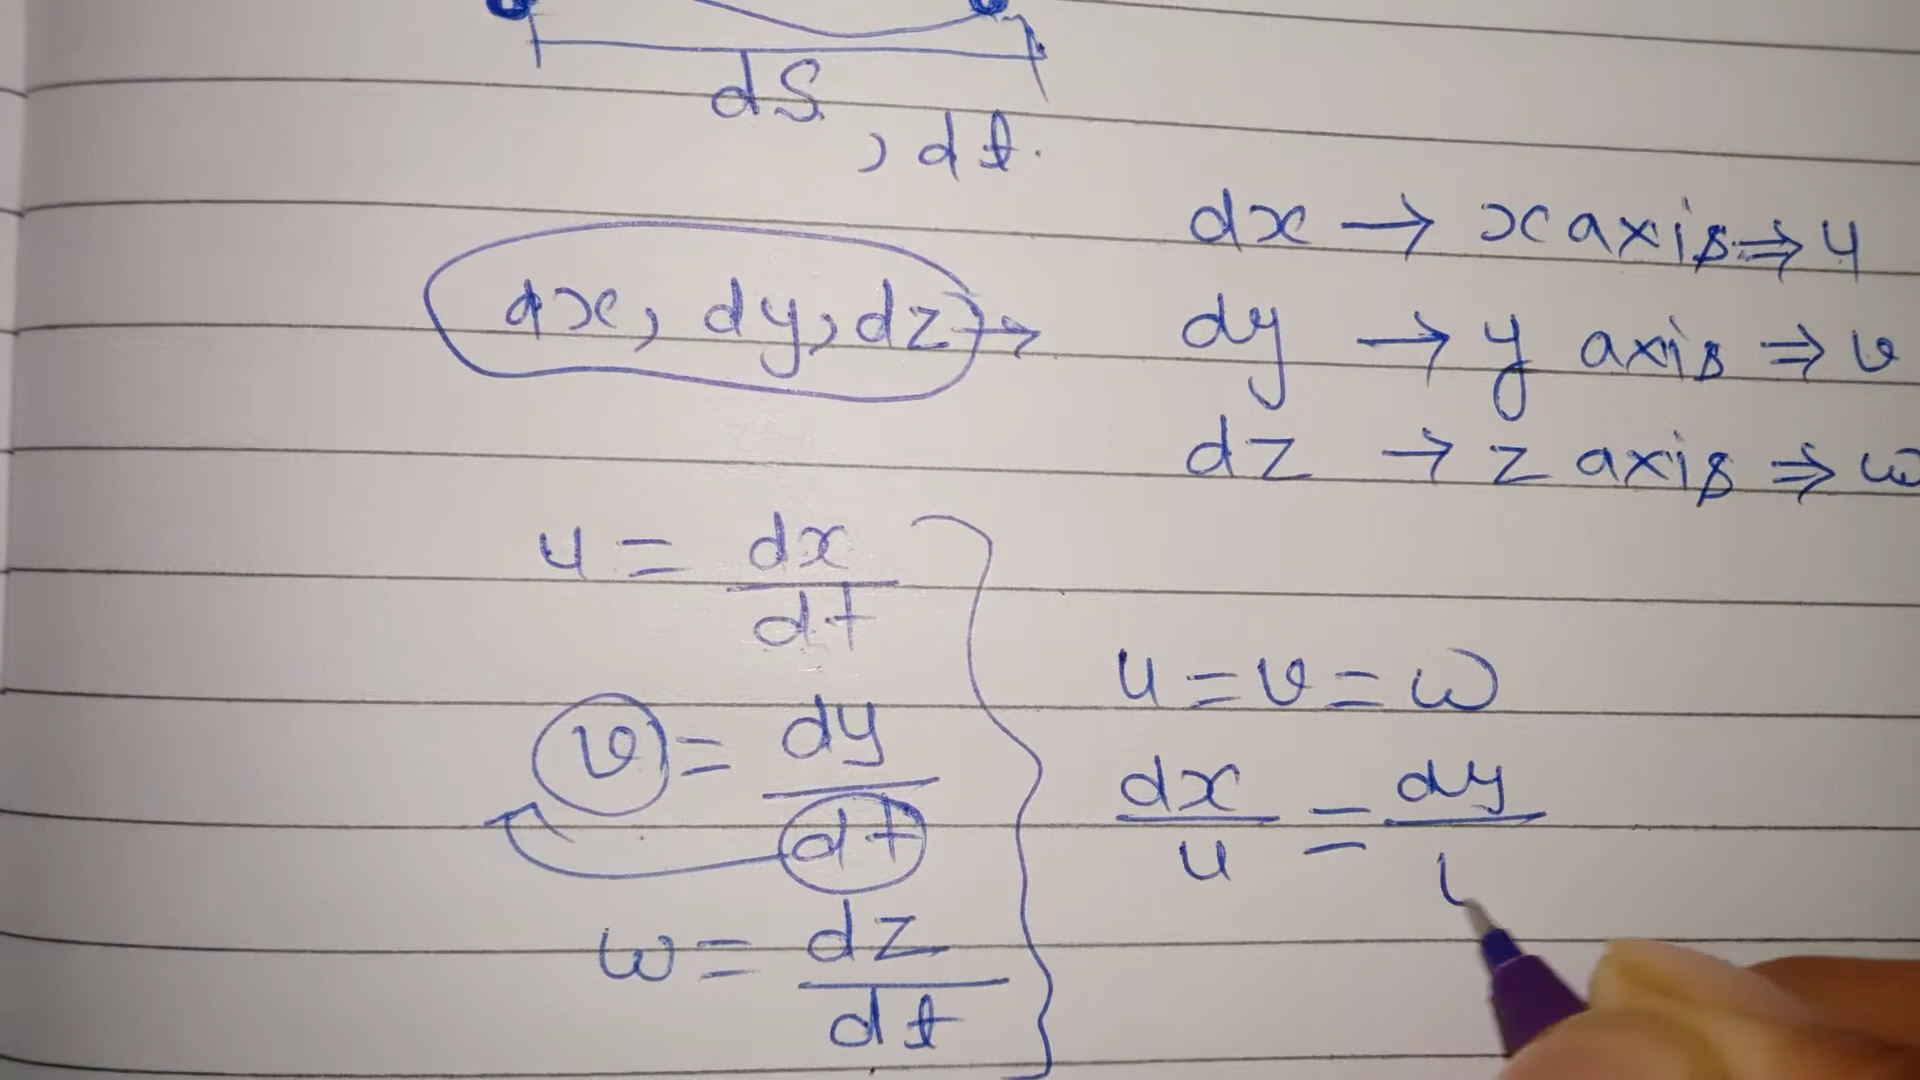 dS
, dt.
dx → x axis ⇒ u
dx, dy, dz →
dy → y axis ⇒ v
dz → z axis ⇒ w
u = dx/dt
u = v = w
v = dy/dt
dx/u = dy/
w = dz/dt